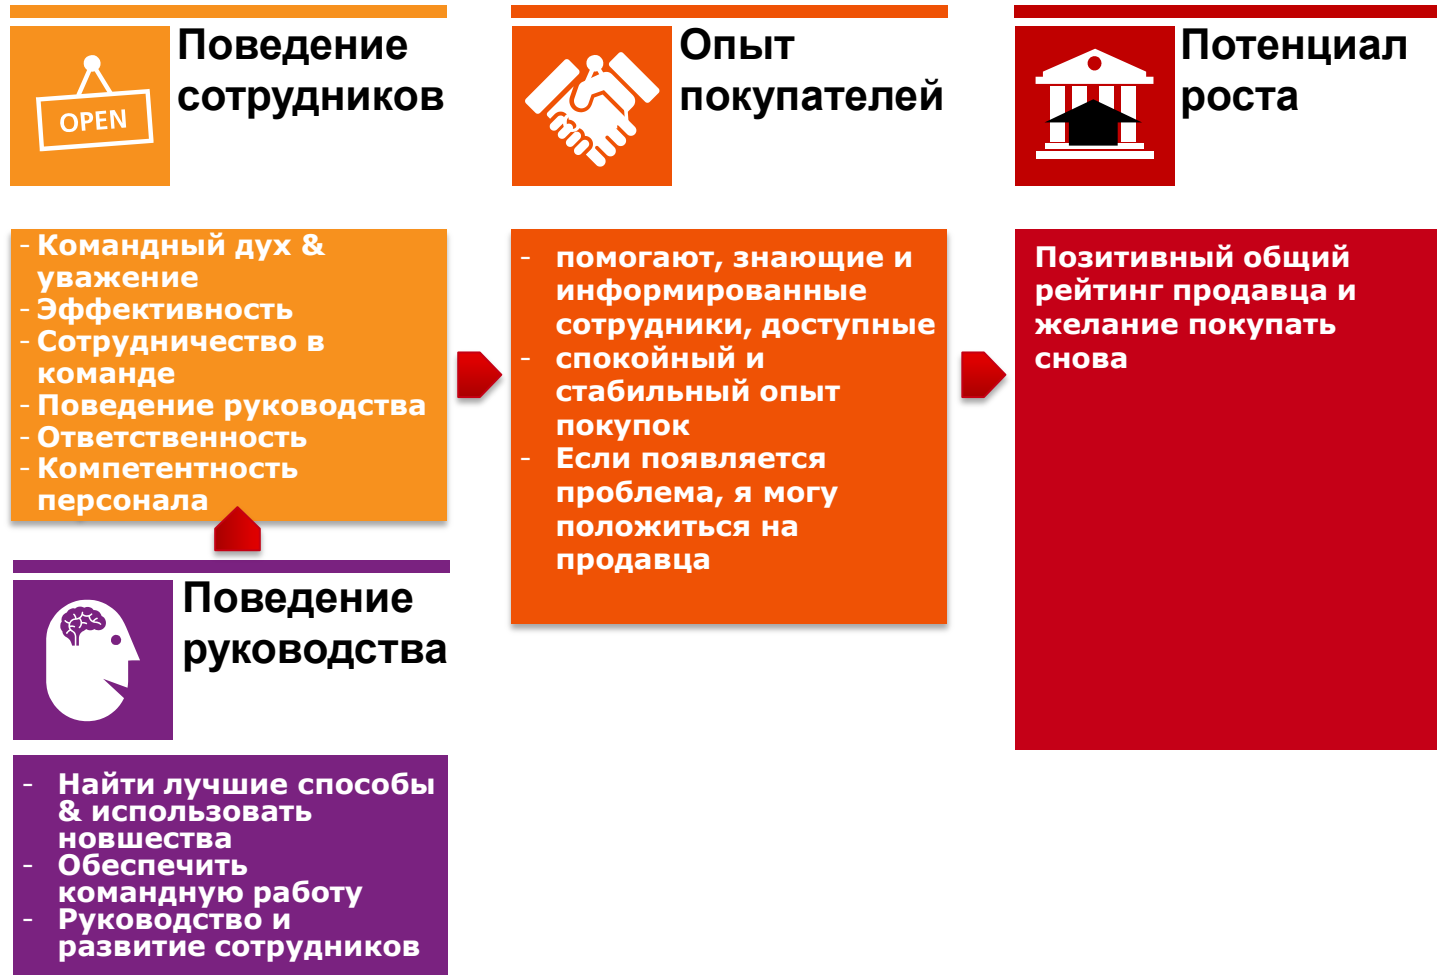 Поведение
сотрудников
OPEN
- Командный дух &
уважение
- Эффективность
- Сотрудничество в
команде
- Поведение руководства
- Ответственность
- Компетентность
персонала
Поведение
руководства
- Найти лучшие способы
& использовать
новшества
- Обеспечить
командную работу
- Руководство и
развитие сотрудников
Опыт
покупателей
- помогают, знающие и
информированные
сотрудники, доступные
- спокойный и
стабильный опыт
покупок
- Если появляется
проблема, я могу
положиться на
продавца
Потенциал
роста
Позитивный общий
рейтинг продавца и
желание покупать
снова